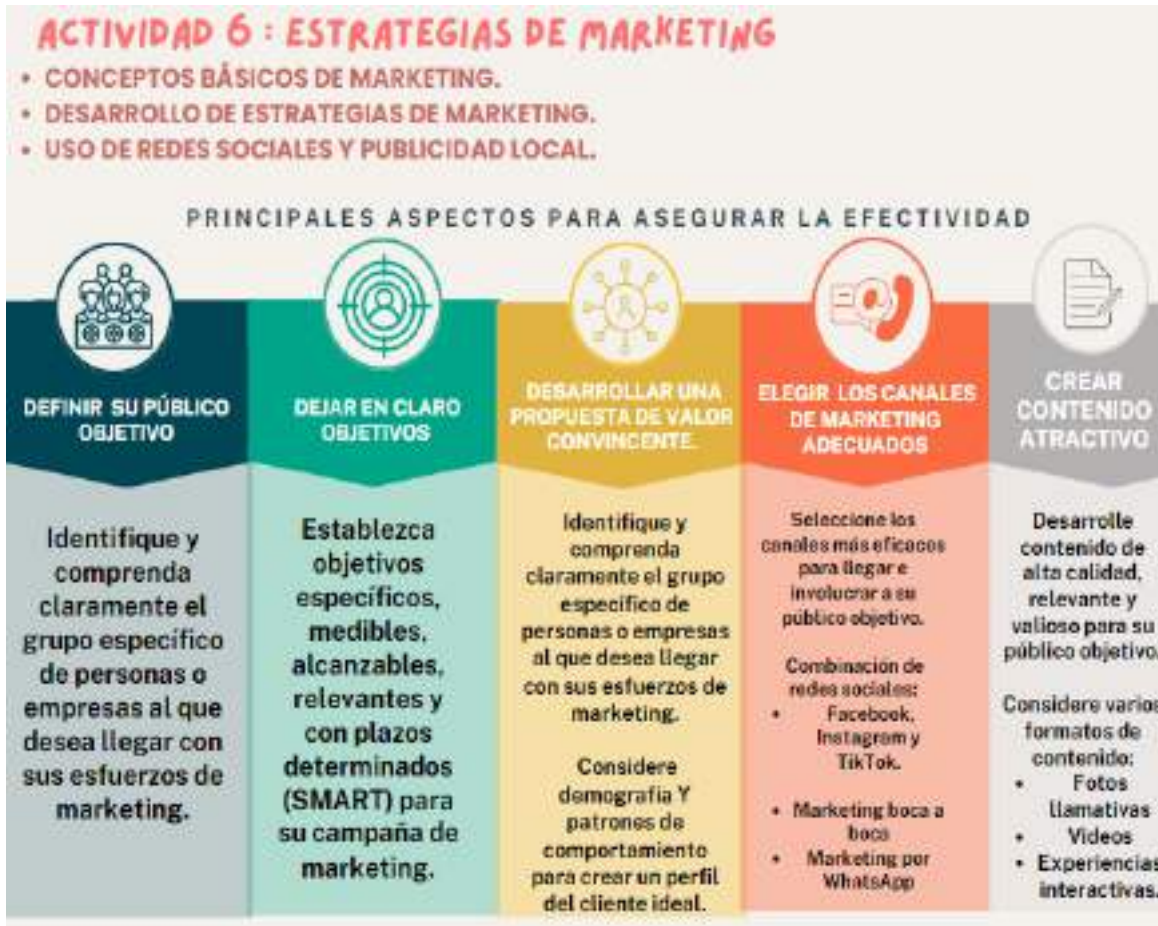 ACTIVIDAD 6 : ESTRATEGIAS DE MARKETING
• CONCEPTOS BÁSICOS DE MARKETING.
• DESARROLLO DE ESTRATEGIAS DE MARKETING.
• USO DE REDES SOCIALES Y PUBLICIDAD LOCAL.
PRINCIPALES ASPECTOS PARA ASEGURAR LA EFECTIVIDAD
DEFINIR SU PÚBLICO
OBJETIVO
Identifique y
comprenda
claramente el
grupo específico
de personas o
empresas al que
desea llegar con
sus esfuerzos de
marketing.
DEJAR EN CLARO
OBJETIVOS
Establezca
objetivos
específicos,
medibles,
alcanzables,
relevantes y
con plazos
determinados
(SMART) para
su campaña de
marketing.
DESARROLLAR UNA
PROPUESTA DE VALOR
CONVINCENTE.
Identifique y
comprenda
claramente el grupo
específico de
personas o empresas
al que desea llegar
con sus esfuerzos de
marketing.
Considere
demografía Y
patrones de
comportamiento
para crear un perfil
del cliente ideal.
ELEGIR LOS CANALES
DE MARKETING
ADECUADOS
Seleccione los
canales más eficaces
para llegar e
involucrar a su
público objetivo.
Combinación de
redes sociales:
• Facebook,
Instagram y
TikTok.
• Marketing boca a
boca
• Marketing por
WhatsApp
CREAR
CONTENIDO
ATRACTIVO
Desarrolle
contenido de
alta calidad,
relevante y
valioso para su
público objetivo.
Considere varios
formatos de
contenido:
• Fotos
llamativas
• Videos
• Experiencias
interactivas.